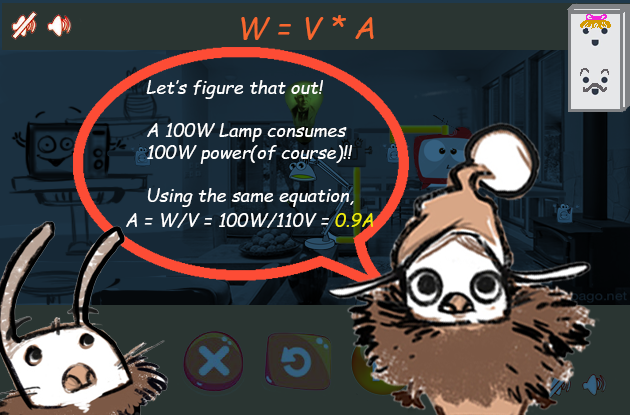 W = V * A
Let's figure that out!
A 100W Lamp consumes
100W power(of course)!!
Using the same equation,
A = W/V = 100W/110V = 0.9A